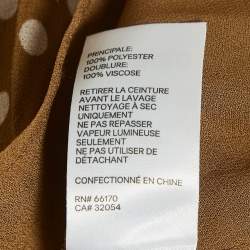 PRINCIPALE:
100% POLYESTER
DOUBLURE:
100% VISCOSE
RETIRER LA CEINTURE
AVANT LE LAVAGE
NETTOYAGE A SEC
UNIQUEMENT
NE PAS REPASSER
VAPEUR LUMINEUSE
SEULEMENT
NE PAS UTILISER DE
DÉTACHANT
CONFECTIONNÉ EN CHINE
RN# 66170
CA# 32054